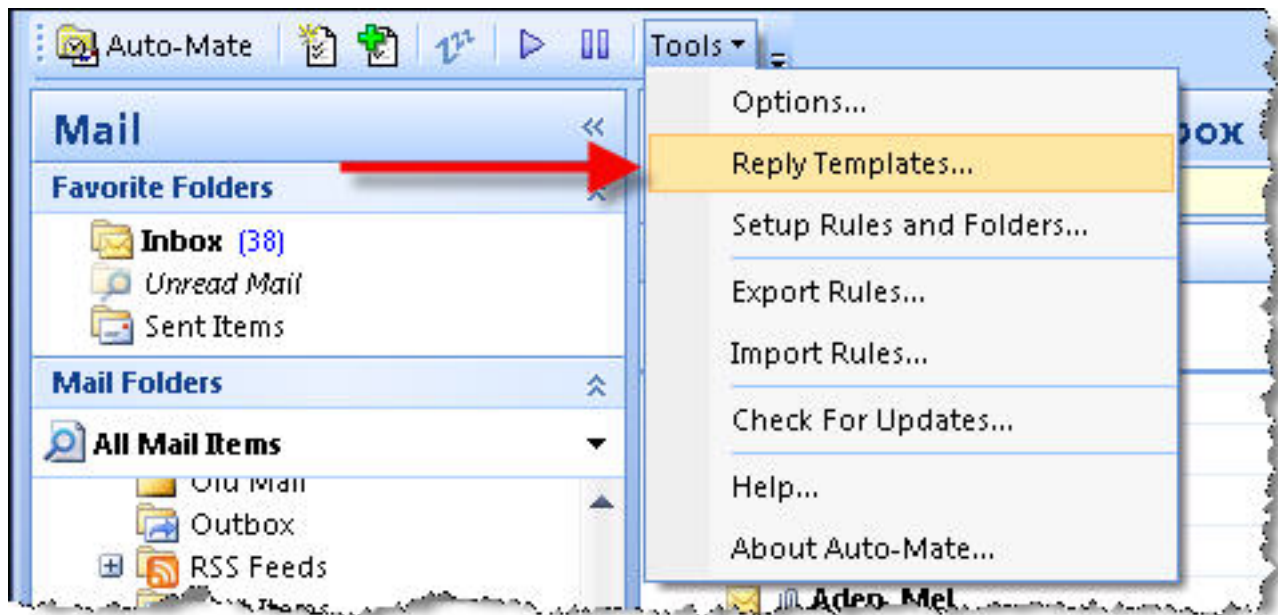 Auto-Mate
Tools
Mail
Favorite Folders
Inbox (38)
Unread Mail
Sent Items
Mail Folders
All Mail Items
Old Mail
Outbox
RSS Feeds
Options...
Reply Templates...
Setup Rules and Folders...
Export Rules...
Import Rules...
Check For Updates...
Help...
About Auto-Mate...
box